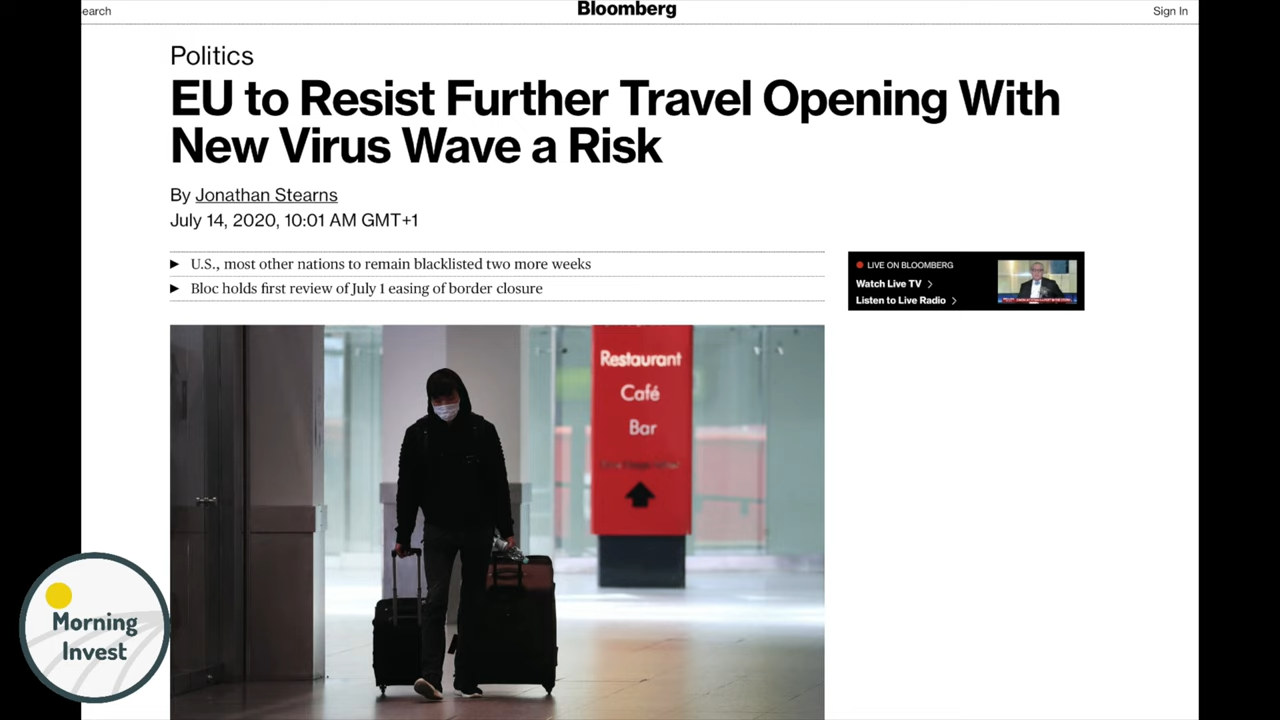 earch
Bloomberg
Sign In
Politics
EU to Resist Further Travel Opening With
New Virus Wave a Risk
By Jonathan Stearns
July 14, 2020, 10:01 AM GMT+1
U.S., most other nations to remain blacklisted two more weeks
Bloc holds first review of July 1 easing of border closure
LIVE ON BLOOMBERG
Watch Live TV
Listen to Live Radio
Restaurant
Café
Bar
Morning
Invest